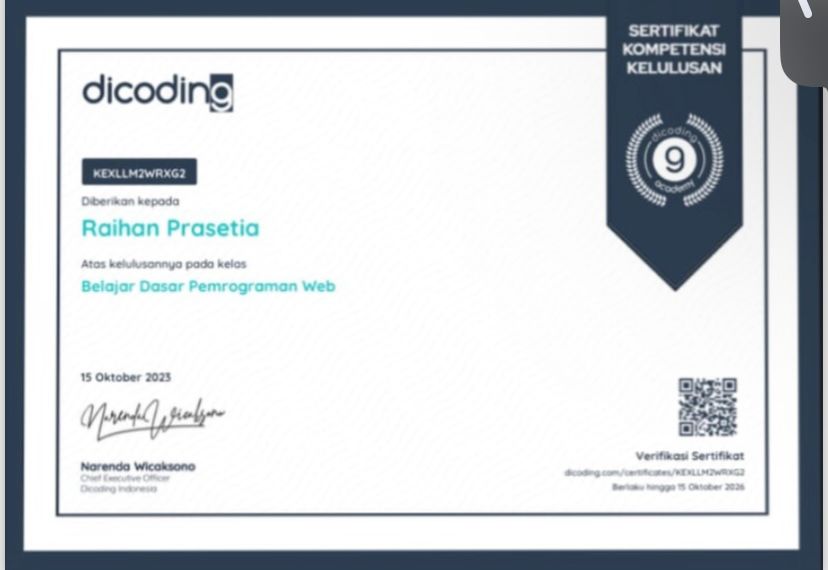 SERTIFIKAT
KOMPETENSI
KELULUSAN
dicoding
dicoding
9
academy
KEXLLM2WRXG2
Diberikan kepada
Raihan Prasetia
Atas kelulusannya pada kelas
Belajar Dasar Pemrograman Web
15 Oktober 2023
Narenda Wicaksono
Narenda Wicaksono
Chief Executive Officer
Dicoding Indonesia
Verifikasi Sertifikat
dicoding.com/certificates/KEXLLM2WRXG2
Berlaku hingga 15 Oktober 2026